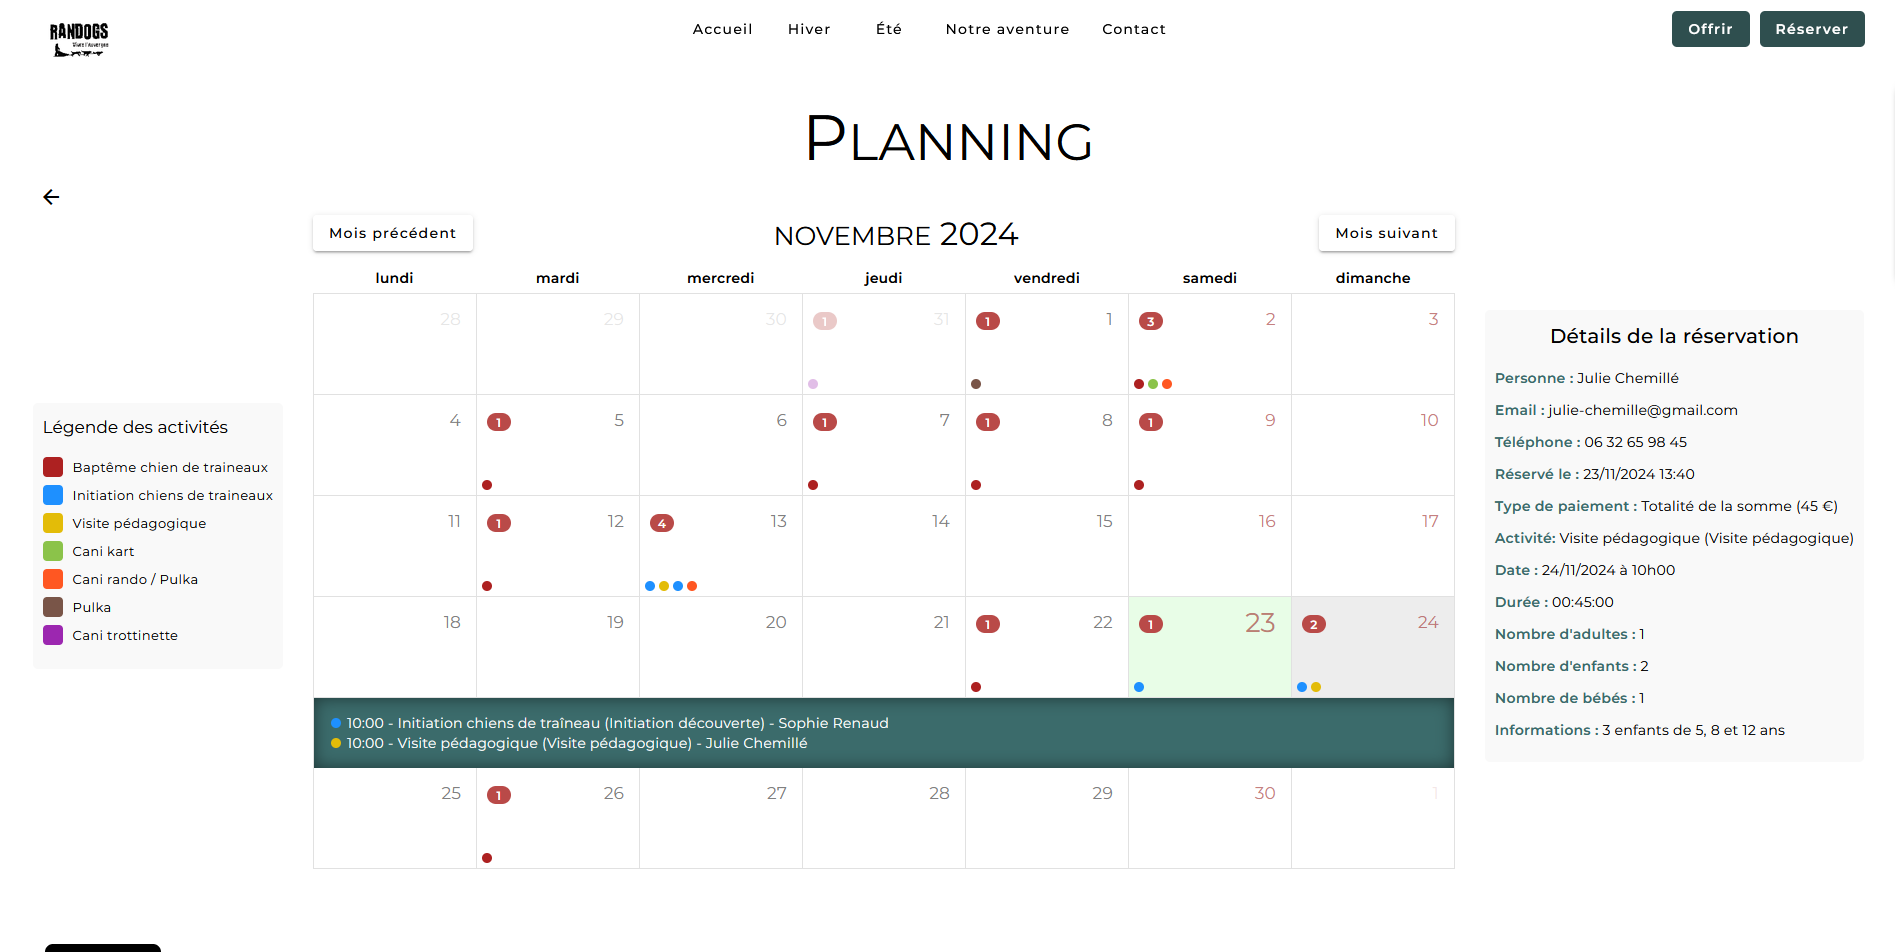 RANDOGS
Vivre l'Auvergne
Accueil Hiver Été Notre aventure Contact
Offrir Réserver
PLANNING
Mois précédent NOVEMBRE 2024 Mois suivant
lundi mardi mercredi jeudi vendredi samedi dimanche
28 29 30 1 31 1 1 3 2 3
1 4 1 5 6 1 7 1 8 1 9 10
11 1 12 4 13 14 15 16 17
18 19 20 21 1 22 1 23 2 24
10:00 - Initiation chiens de traîneau (Initiation découverte) - Sophie Renaud
10:00 - Visite pédagogique (Visite pédagogique) - Julie Chemillé
25 1 26 27 28 29 30 1
Légende des activités
Baptême chien de traineaux
Initiation chiens de traineaux
Visite pédagogique
Cani kart
Cani rando / Pulka
Pulka
Cani trottinette
Détails de la réservation
Personne : Julie Chemillé
Email : julie-chemille@gmail.com
Téléphone : 06 32 65 98 45
Réservé le : 23/11/2024 13:40
Type de paiement : Totalité de la somme (45 €)
Activité: Visite pédagogique (Visite pédagogique)
Date : 24/11/2024 à 10h00
Durée : 00:45:00
Nombre d'adultes : 1
Nombre d'enfants : 2
Nombre de bébés : 1
Informations : 3 enfants de 5, 8 et 12 ans